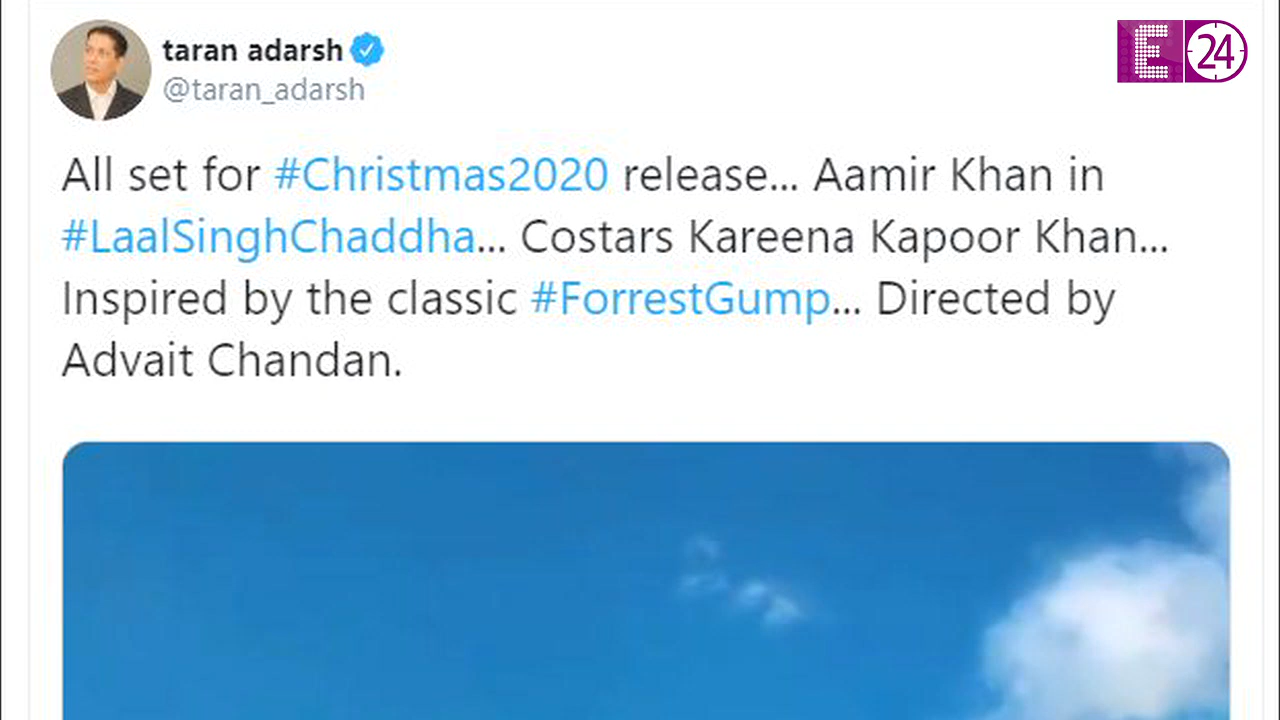 taran adarsh
@taran_adarsh
E 24
All set for #Christmas2020 release... Aamir Khan in
#LaalSinghChaddha... Costars Kareena Kapoor Khan...
Inspired by the classic #ForrestGump... Directed by
Advait Chandan.